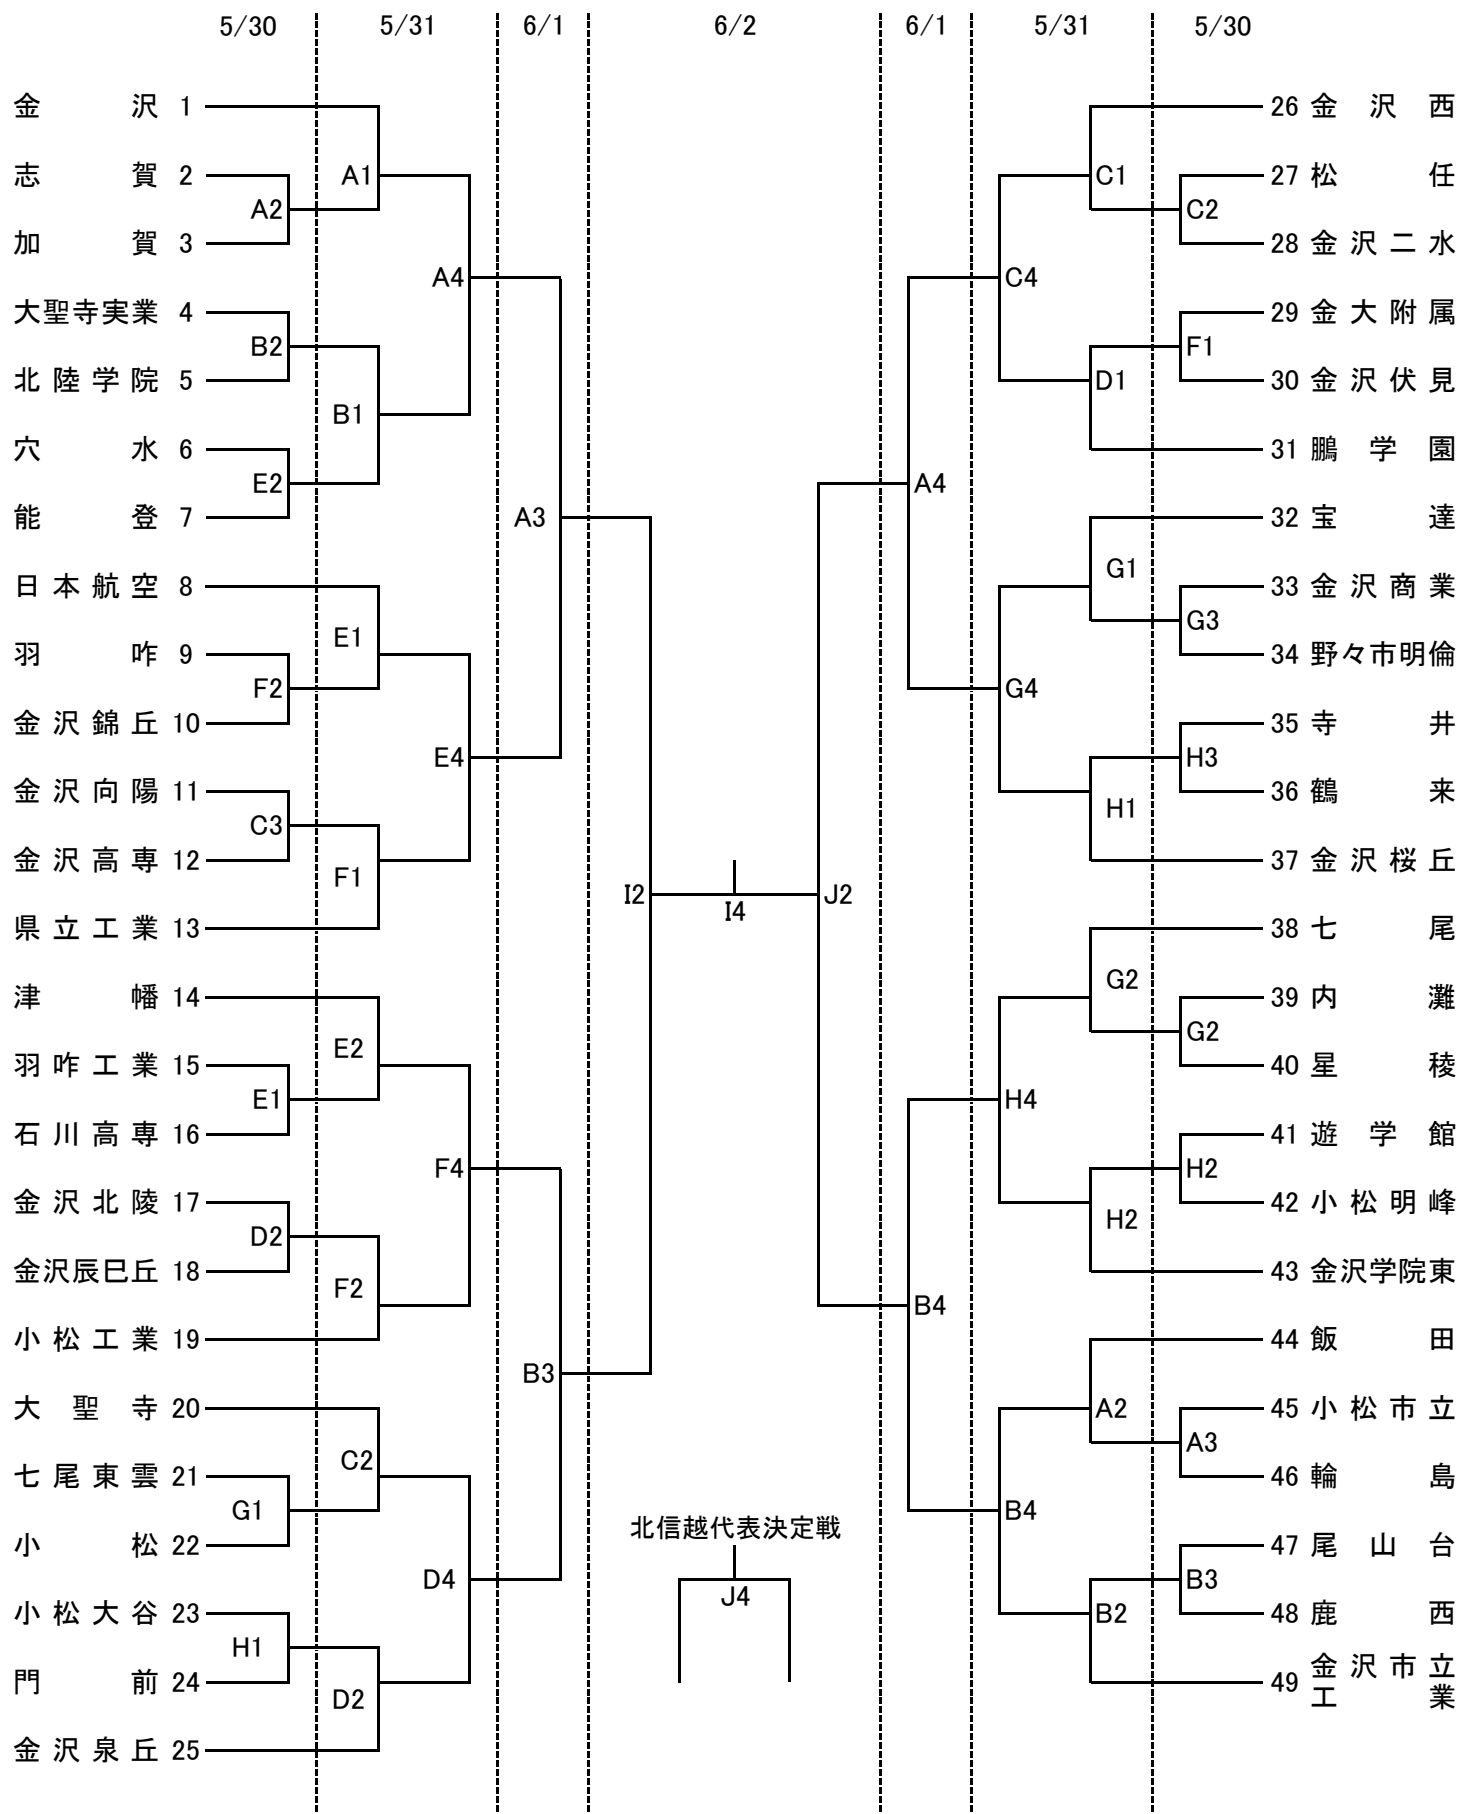 5/30 5/31 6/1 6/2 6/1 5/31 5/30
金沢 1
26 金沢西
志賀 2
A1
C1
27 松任
A2
C2
加賀 3
28 金沢二水
A4
C4
大聖寺実業 4
29 金大附属
B2
F1
北陸学院 5
D1
30 金沢伏見
B1
穴水 6
31 鵬学園
E2
A4
能登 7
A3
32 宝達
G1
日本航空 8
33 金沢商業
E1
G3
羽咋 9
34 野々市明倫
F2
G4
金沢錦丘 10
35 寺井
E4
H3
金沢向陽 11
36 鶴来
C3
H1
金沢高専 12
37 金沢桜丘
F1
I2
J2
I4
県立工業 13
38 七尾
G2
津幡 14
39 内灘
E2
G2
羽咋工業 15
40 星稜
E1
H4
石川高専 16
41 遊学館
F4
H2
金沢北陵 17
42 小松明峰
D2
H2
金沢辰巳丘 18
43 金沢学院東
F2
B4
小松工業 19
44 飯田
B3
大聖寺 20
A2
45 小松市立
C2
A3
七尾東雲 21
46 輪島
G1
B4
北信越代表決定戦
小松 22
47 尾山台
D4
B3
J4
小松大谷 23
B2
48 鹿西
H1
門前 24
49 金沢市立
工業
D2
金沢泉丘 25